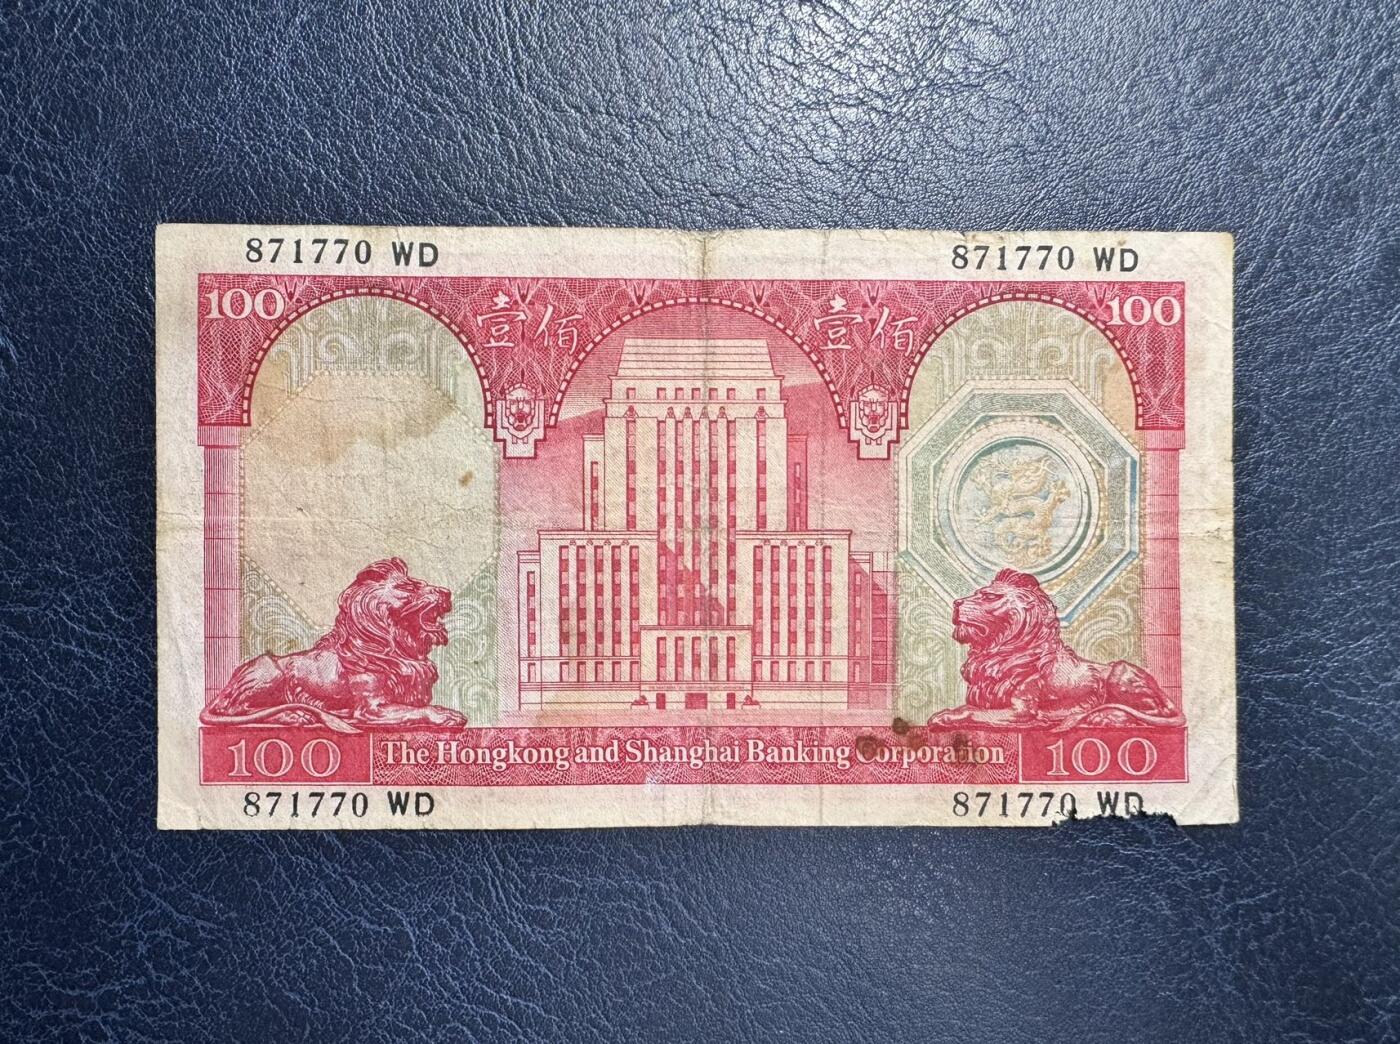 871770 WD 871770 WD
100 壹佰 壹佰 100
100 The Hongkong and Shanghai Banking Corporation 100
871770 WD 871770 WD